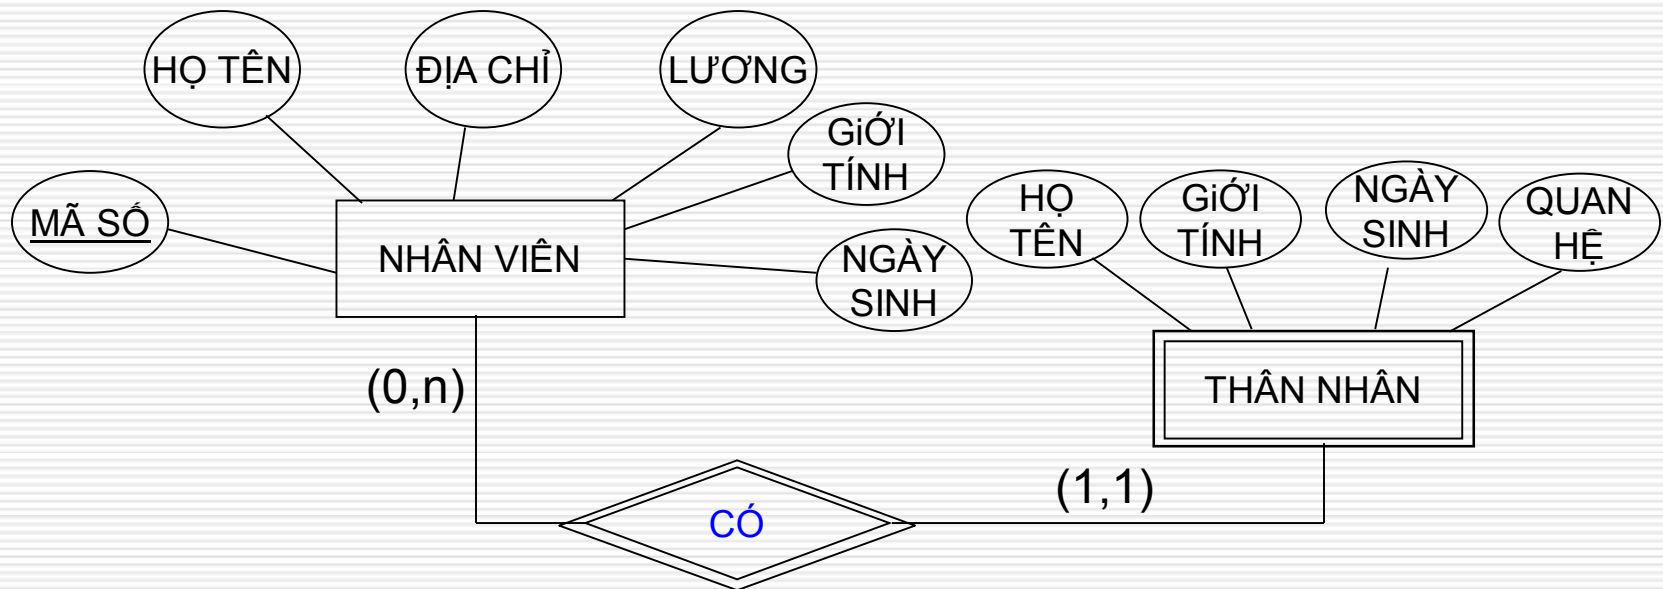 HỌ TÊN
ĐỊA CHỈ
LƯƠNG
GiỚI
TÍNH
MÃ SỐ
NHÂN VIÊN
NGÀY
SINH
HỌ
TÊN
GiỚI
TÍNH
NGÀY
SINH
QUAN
HỆ
THÂN NHÂN
(0,n)
(1,1)
CÓ